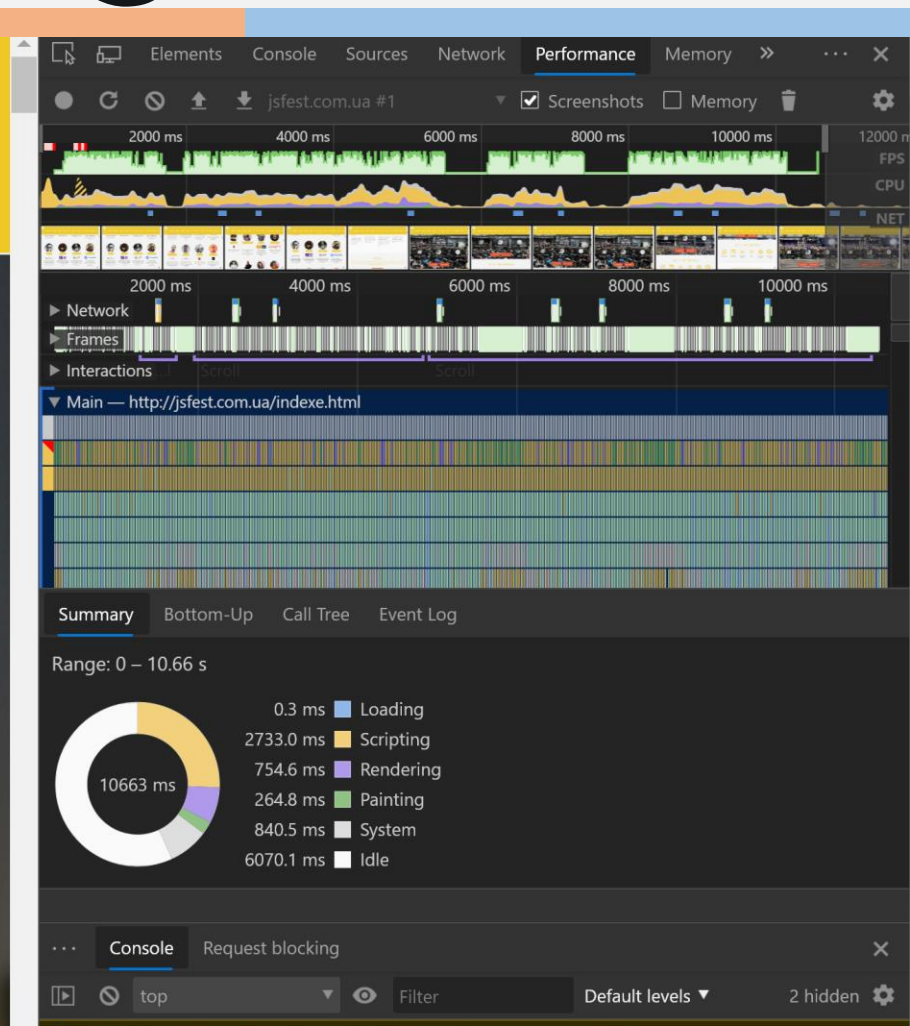 Elements Console Sources Network Performance Memory » ··· ✕
jsfest.com.ua #1 Screenshots Memory
2000 ms 4000 ms 6000 ms 8000 ms 10000 ms 12000 m
FPS
CPU
NET
2000 ms 4000 ms 6000 ms 8000 ms 10000 ms
Network
Frames
Interactions Scroll Scroll
Main — http://jsfest.com.ua/indexe.html
Summary Bottom-Up Call Tree Event Log
Range: 0 – 10.66 s
0.3 ms Loading
2733.0 ms Scripting
10663 ms
754.6 ms Rendering
264.8 ms Painting
840.5 ms System
6070.1 ms Idle
··· Console Request blocking ✕
top Filter Default levels ▼ 2 hidden